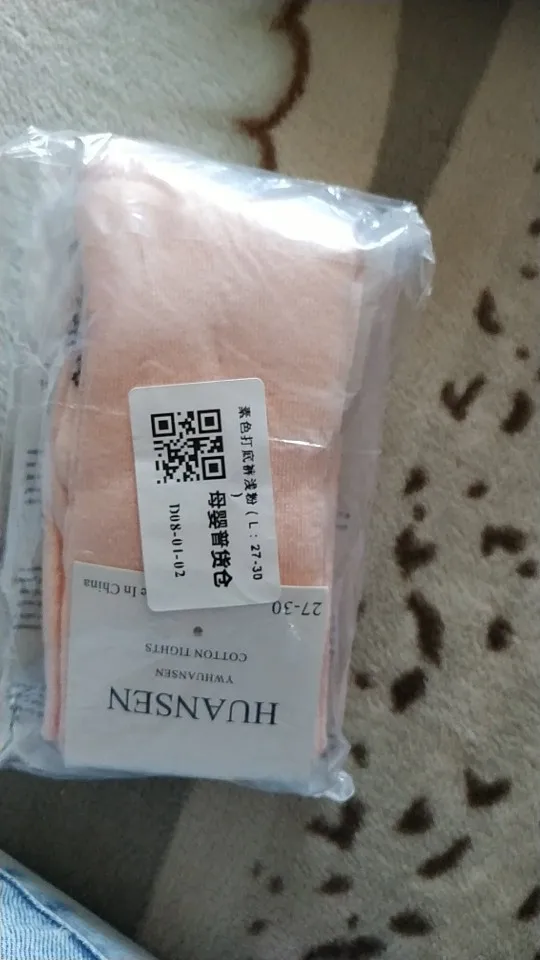 素色打底裤浅粉(L:27-30
)
母婴普货仓
D08-01-02
HUANSEN
YWHUANSEN
COTTON TIGHTS
27-30
e In China